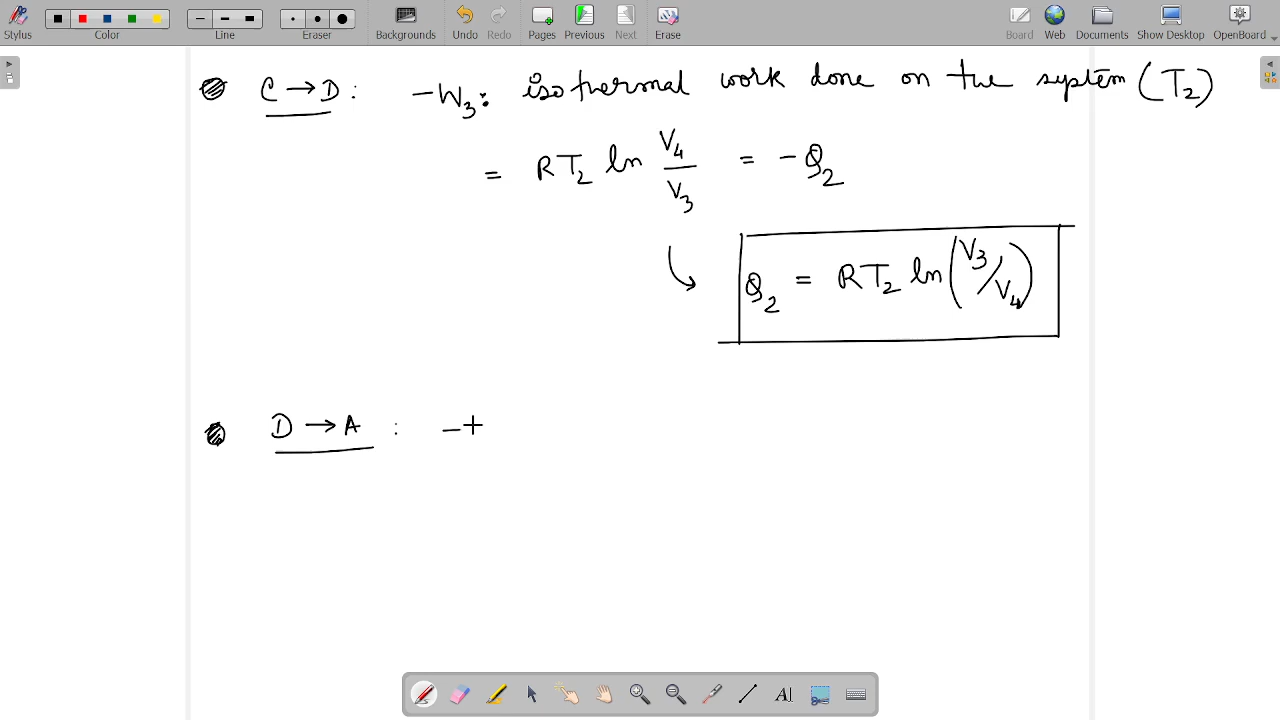 Stylus Color Line Eraser Backgrounds Undo Redo Pages Previous Next Erase Board Web Documents Show Desktop OpenBoard
C → D : -W₃: isothermal work done on the system (T₂)
= RT₂ ln V₄/V₃ = -Q₂
Q₂ = RT₂ ln(V₃/V₄)
D → A : -+